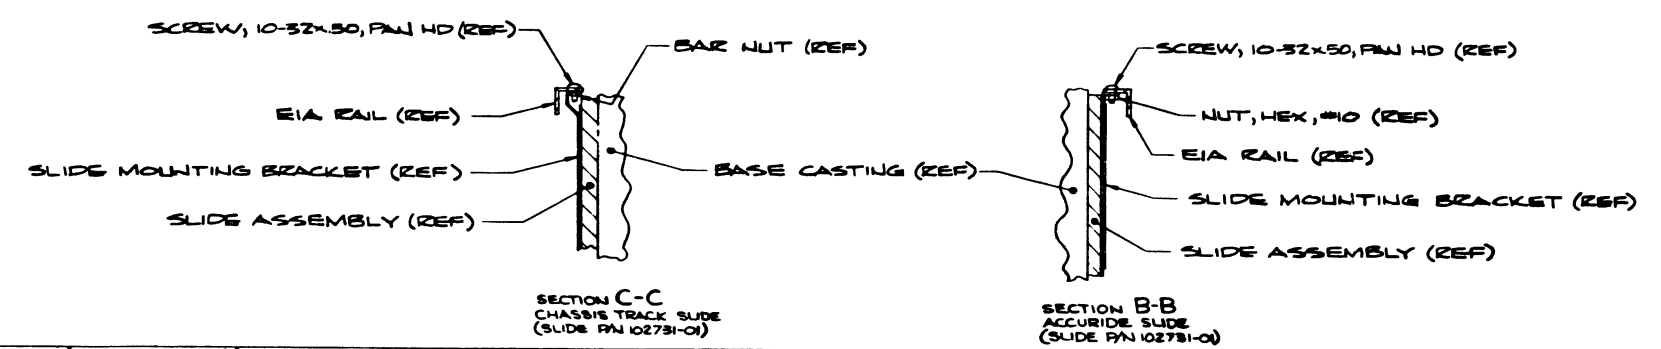 SCREW, 10-32x.50, PAN HD (REF)
BAR NUT (REF)
EIA RAIL (REF)
SLIDE MOUNTING BRACKET (REF)
SLIDE ASSEMBLY (REF)
BASE CASTING (REF)
SECTION C-C
CHASSIS TRACK SLIDE
(SLIDE P/N 102731-01)
SCREW, 10-32x.50, PAN HD (REF)
NUT, HEX, #10 (REF)
EIA RAIL (REF)
SLIDE MOUNTING BRACKET (REF)
SLIDE ASSEMBLY (REF)
SECTION B-B
ACCURIDE SLIDE
(SLIDE P/N 102731-01)